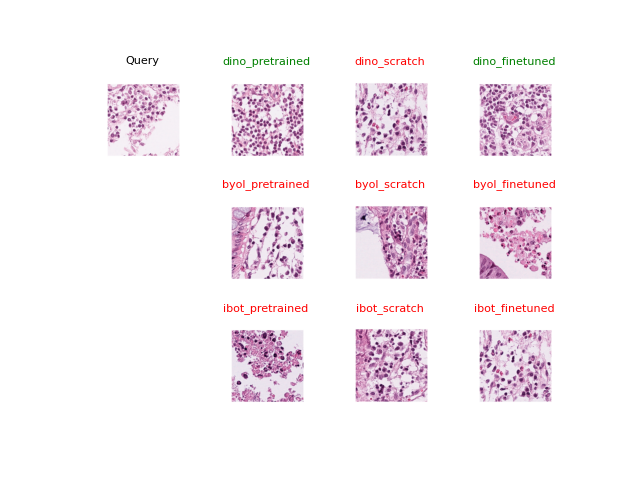 Query dino_pretrained dino_scratch dino_finetuned
byol_pretrained byol_scratch byol_finetuned
ibot_pretrained ibot_scratch ibot_finetuned